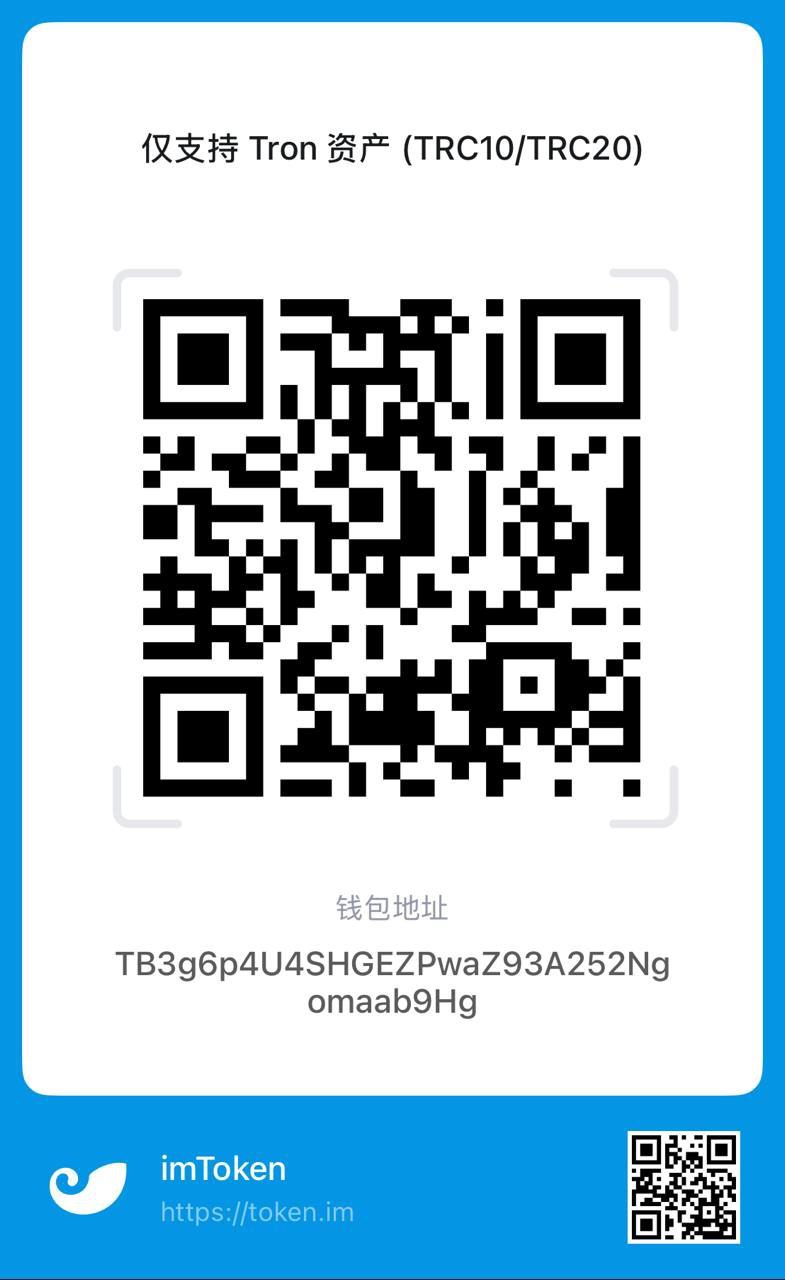 仅支持 Tron 资产 (TRC10/TRC20)
钱包地址
TB3g6p4U4SHGEZPwaZ93A252Ng
omaab9Hg
imToken
https://token.im